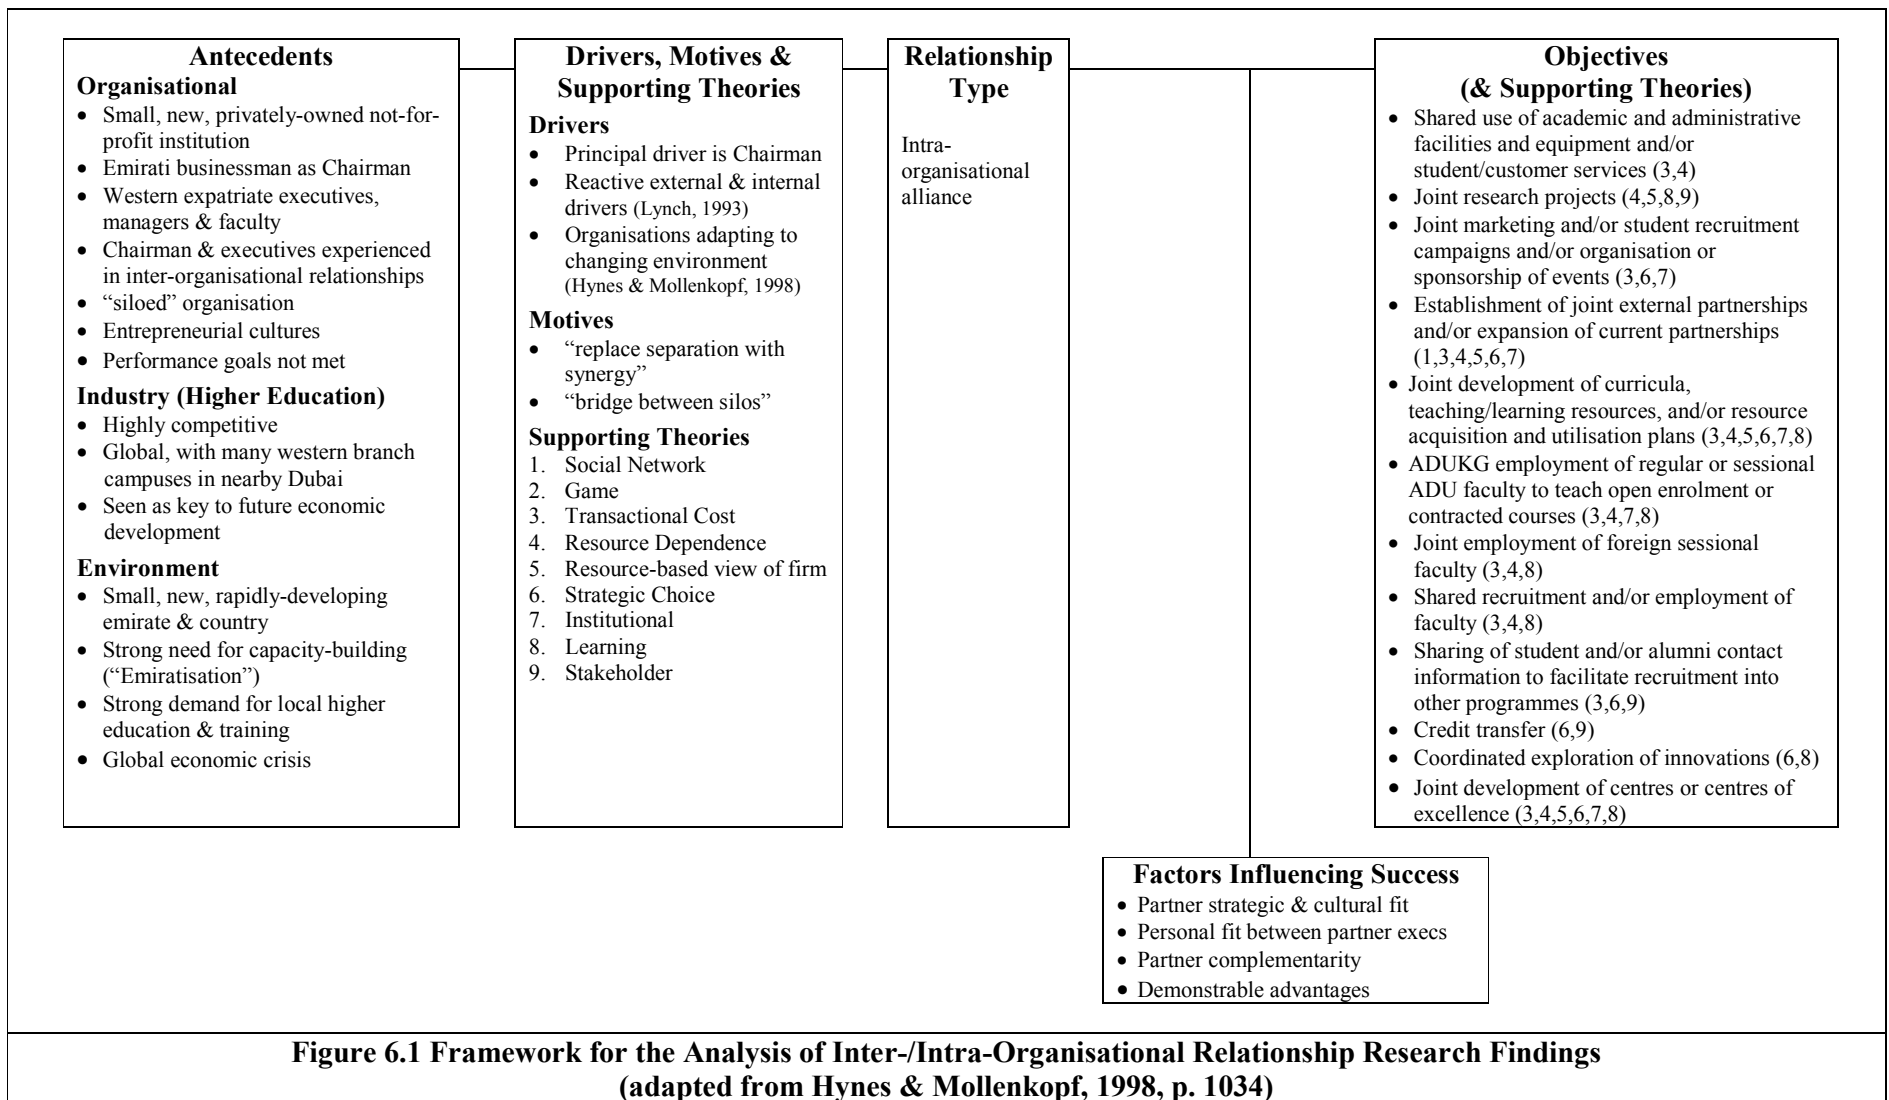 Antecedents
Organisational
• Small, new, privately-owned not-for-
profit institution
• Emirati businessman as Chairman
• Western expatriate executives,
managers & faculty
• Chairman & executives experienced
in inter-organisational relationships
• “siloed” organisation
• Entrepreneurial cultures
• Performance goals not met
Industry (Higher Education)
• Highly competitive
• Global, with many western branch
campuses in nearby Dubai
• Seen as key to future economic
development
Environment
• Small, new, rapidly-developing
emirate & country
• Strong need for capacity-building
(“Emiratisation”)
• Strong demand for local higher
education & training
• Global economic crisis
Drivers, Motives &
Supporting Theories
Drivers
• Principal driver is Chairman
• Reactive external & internal
drivers (Lynch, 1993)
• Organisations adapting to
changing environment
(Hynes & Mollenkopf, 1998)
Motives
• “replace separation with
synergy”
• “bridge between silos”
Supporting Theories
1. Social Network
2. Game
3. Transactional Cost
4. Resource Dependence
5. Resource-based view of firm
6. Strategic Choice
7. Institutional
8. Learning
9. Stakeholder
Relationship
Type
Intra-
organisational
alliance
Objectives
(& Supporting Theories)
• Shared use of academic and administrative
facilities and equipment and/or
student/customer services (3,4)
• Joint research projects (4,5,8,9)
• Joint marketing and/or student recruitment
campaigns and/or organisation or
sponsorship of events (3,6,7)
• Establishment of joint external partnerships
and/or expansion of current partnerships
(1,3,4,5,6,7)
• Joint development of curricula,
teaching/learning resources, and/or resource
acquisition and utilisation plans (3,4,5,6,7,8)
• ADUKG employment of regular or sessional
ADU faculty to teach open enrolment or
contracted courses (3,4,7,8)
• Joint employment of foreign sessional
faculty (3,4,8)
• Shared recruitment and/or employment of
faculty (3,4,8)
• Sharing of student and/or alumni contact
information to facilitate recruitment into
other programmes (3,6,9)
• Credit transfer (6,9)
• Coordinated exploration of innovations (6,8)
• Joint development of centres or centres of
excellence (3,4,5,6,7,8)
Factors Influencing Success
• Partner strategic & cultural fit
• Personal fit between partner execs
• Partner complementarity
• Demonstrable advantages
Figure 6.1 Framework for the Analysis of Inter-/Intra-Organisational Relationship Research Findings
(adapted from Hynes & Mollenkopf, 1998, p. 1034)